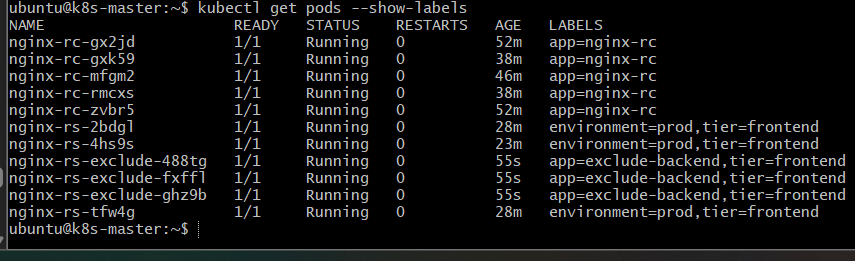 ubuntu@k8s-master:~$ kubectl get pods --show-labels
NAME READY STATUS RESTARTS AGE LABELS
nginx-rc-gx2jd 1/1 Running 0 52m app=nginx-rc
nginx-rc-gxk59 1/1 Running 0 38m app=nginx-rc
nginx-rc-mfgm2 1/1 Running 0 46m app=nginx-rc
nginx-rc-rmcxs 1/1 Running 0 38m app=nginx-rc
nginx-rc-zvbr5 1/1 Running 0 52m app=nginx-rc
nginx-rs-2bdgl 1/1 Running 0 28m environment=prod,tier=frontend
nginx-rs-4hs9s 1/1 Running 0 23m environment=prod,tier=frontend
nginx-rs-exclude-488tg 1/1 Running 0 55s app=exclude-backend,tier=frontend
nginx-rs-exclude-fxffl 1/1 Running 0 55s app=exclude-backend,tier=frontend
nginx-rs-exclude-ghz9b 1/1 Running 0 55s app=exclude-backend,tier=frontend
nginx-rs-tfw4g 1/1 Running 0 28m environment=prod,tier=frontend
ubuntu@k8s-master:~$